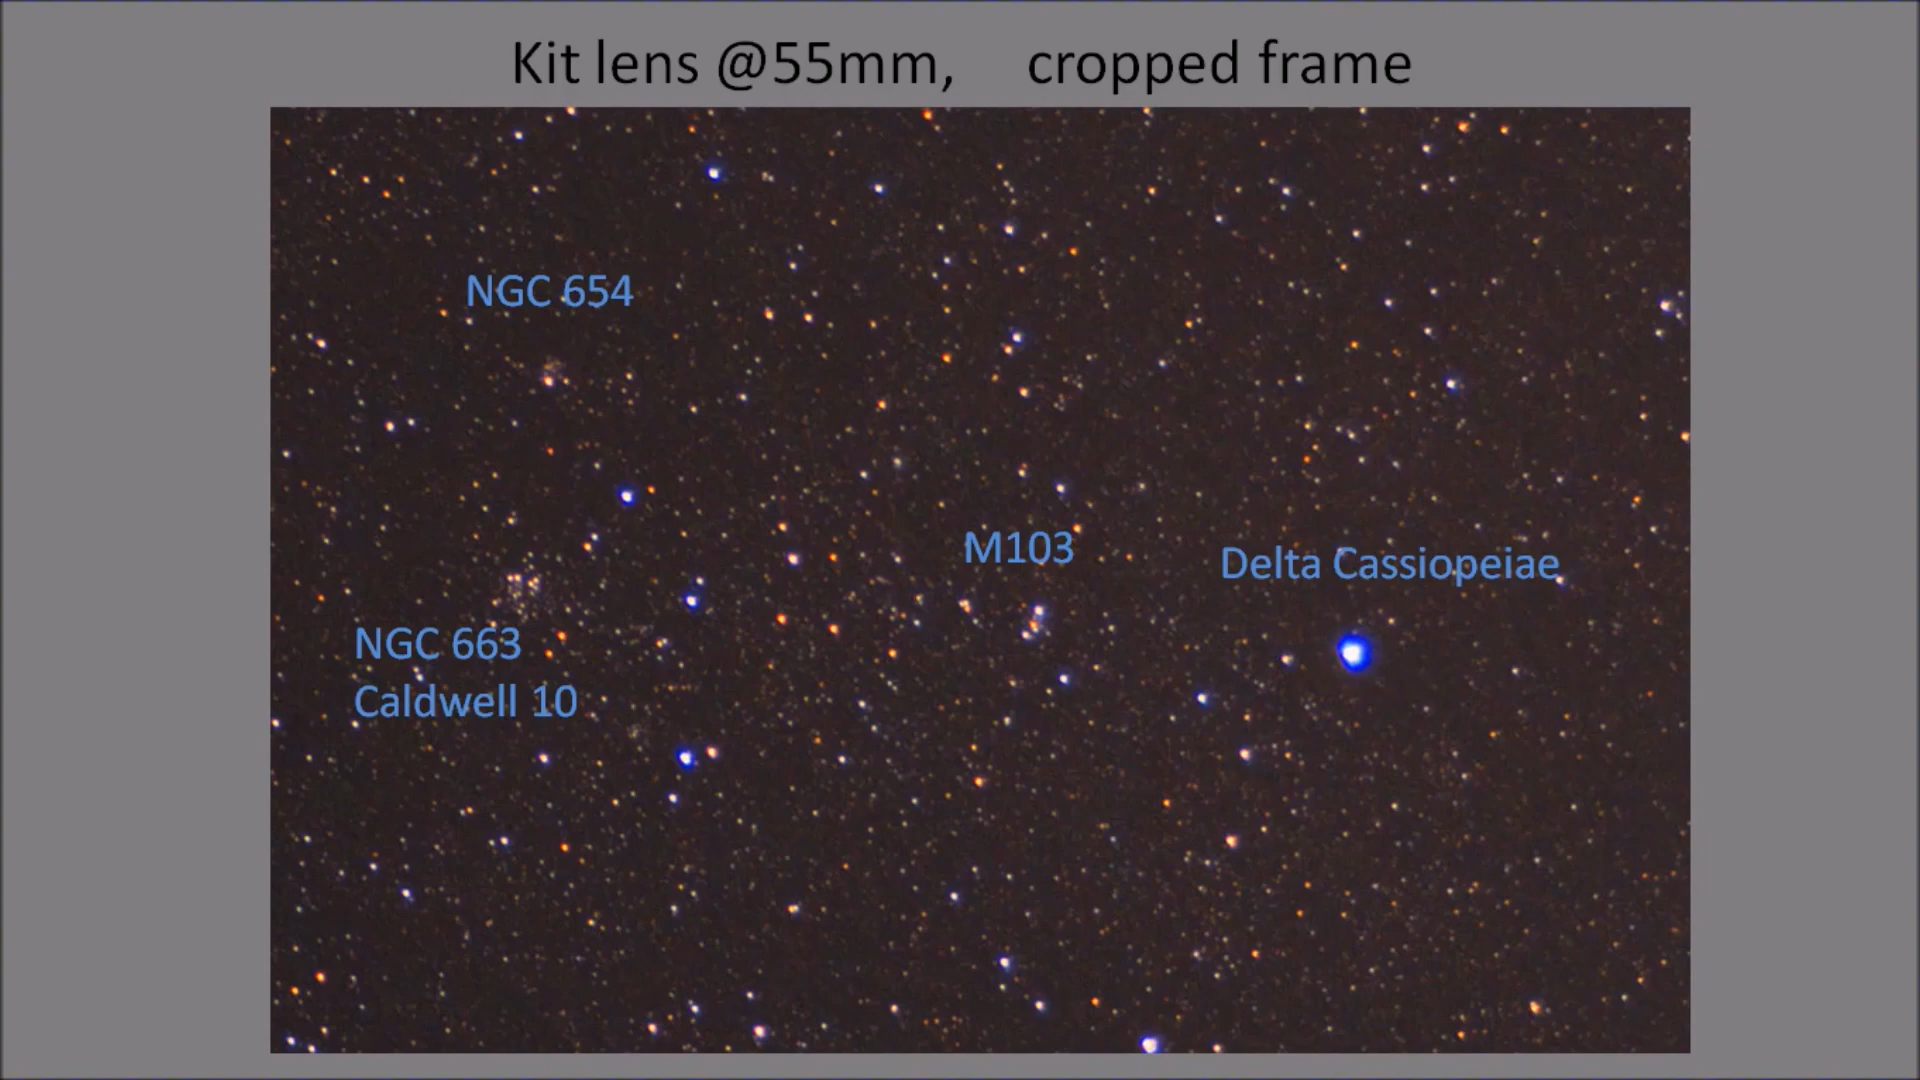 Kit lens @55mm, cropped frame
NGC 654
M103
Delta Cassiopeiae
NGC 663
Caldwell 10